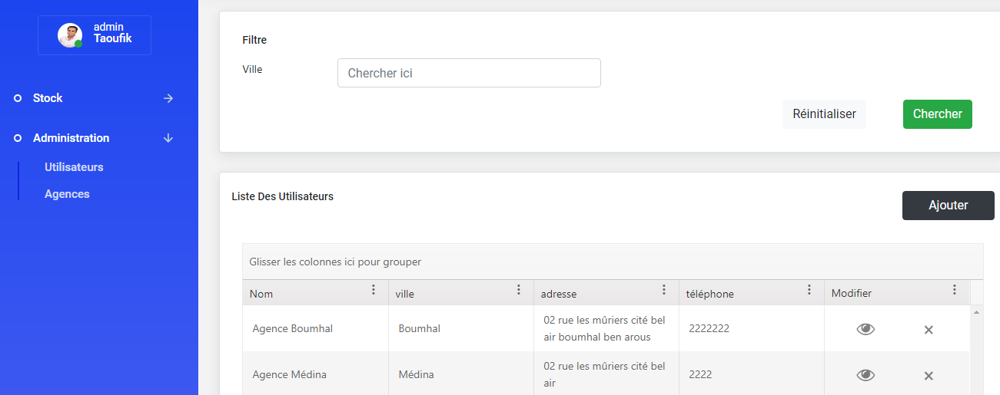 admin
Taoufik
Stock
Administration
Utilisateurs
Agences
Filtre
Ville
Chercher ici
Réinitialiser
Chercher
Liste Des Utilisateurs
Ajouter
Glisser les colonnes ici pour grouper
Nom
ville
adresse
téléphone
Modifier
Agence Boumhal
Boumhal
02 rue les mûriers cité bel
air boumhal ben arous
2222222
Agence Médina
Médina
02 rue les mûriers cité bel
air
2222